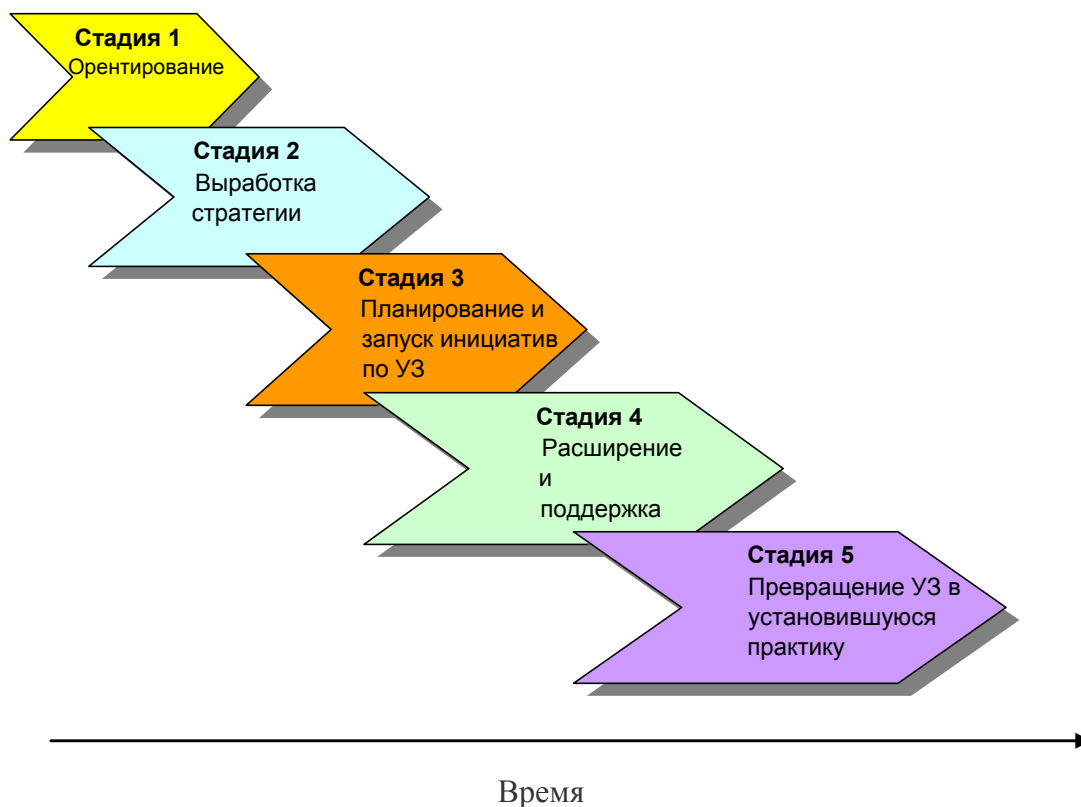 Стадия 1
Орентирование
Стадия 2
Выработка
стратегии
Стадия 3
Планирование и
запуск инициатив
по УЗ
Стадия 4
Расширение
и
поддержка
Стадия 5
Превращение УЗ в
установившуюся
практику
Время